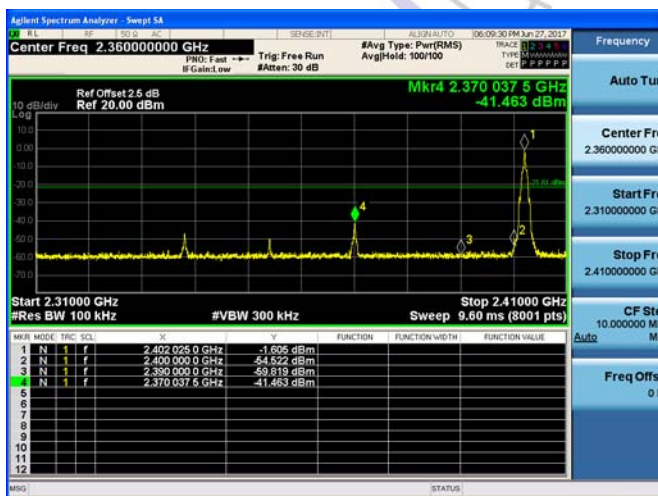 Agilent Spectrum Analyzer - Swept SA
RL RF 50 Ω AC SENSE:INT ALIGN AUTO 06:09:30 PM Jun 27, 2017
Center Freq 2.360000000 GHz
PNO: Fast
IFGain:Low
Trig: Free Run
#Atten: 30 dB
#Avg Type: Pwr(RMS)
Avg|Hold: 100/100
TRACE 1 2 3 4 5 6
TYPE M
DET P P P P P P
Ref Offset 2.5 dB
10 dB/div Ref 20.00 dBm
Log
Mkr4 2.370 037 5 GHz
-41.463 dBm
10.0
0.00
-10.0
-20.0
-30.0
-40.0
-50.0
-60.0
-70.0
1
2
3
4
Start 2.31000 GHz Stop 2.41000 GHz
#Res BW 100 kHz #VBW 300 kHz Sweep 9.60 ms (8001 pts)
MKR MODE TRC SCL X Y FUNCTION FUNCTION WIDTH FUNCTION VALUE
1 N 1 f 2.402 025 0 GHz -1.605 dBm
2 N 1 f 2.400 000 0 GHz -54.522 dBm
3 N 1 f 2.390 000 0 GHz -59.819 dBm
4 N 1 f 2.370 037 5 GHz -41.463 dBm
5
6
7
8
9
10
11
12
MSG STATUS
Frequency
Auto Tu
Center Fre
2.360000000 G
Start Fre
2.310000000 G
Stop Fre
2.410000000 G
CF Ste
10.000000 M
Auto M
Freq Offs
0